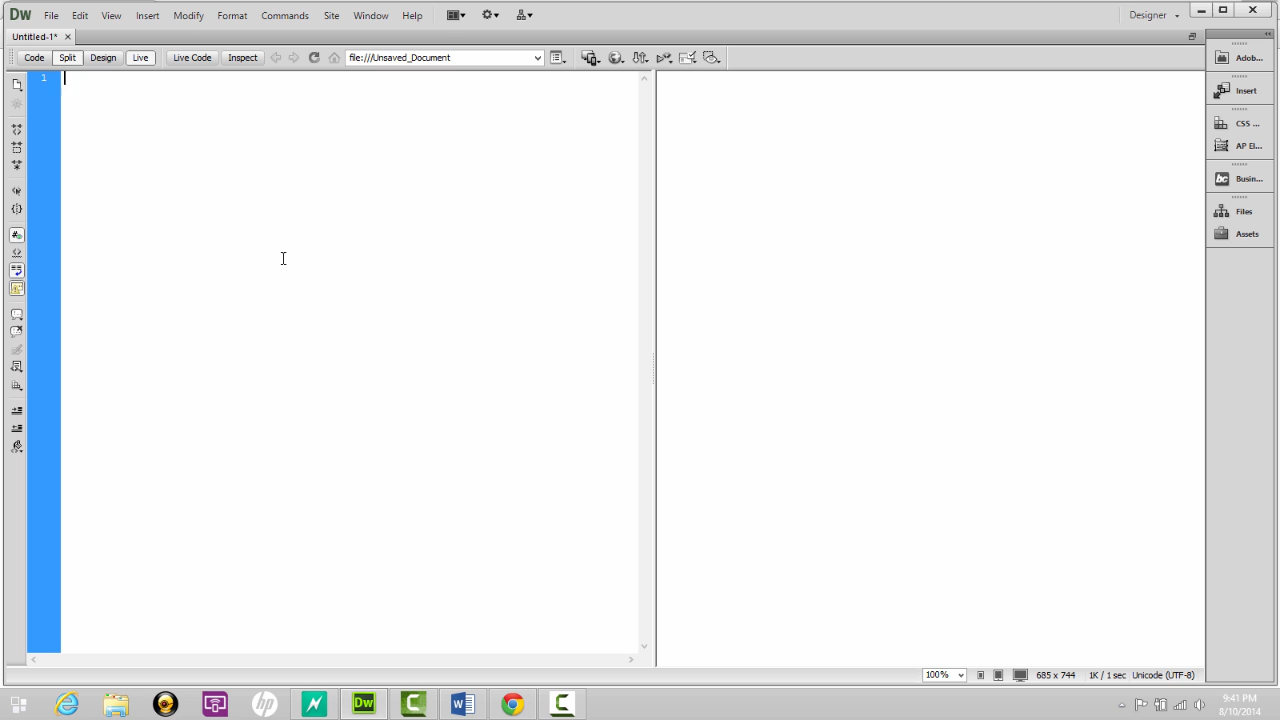 Dw File Edit View Insert Modify Format Commands Site Window Help Designer
Untitled-1*
Code Split Design Live Live Code Inspect file:///Unsaved_Document
1
Adob...
Insert
CSS ...
AP El...
bc Busin...
Files
Assets
100% 685 x 744 1K / 1 sec Unicode (UTF-8)
hp Dw C W C
9:41 PM
8/10/2014